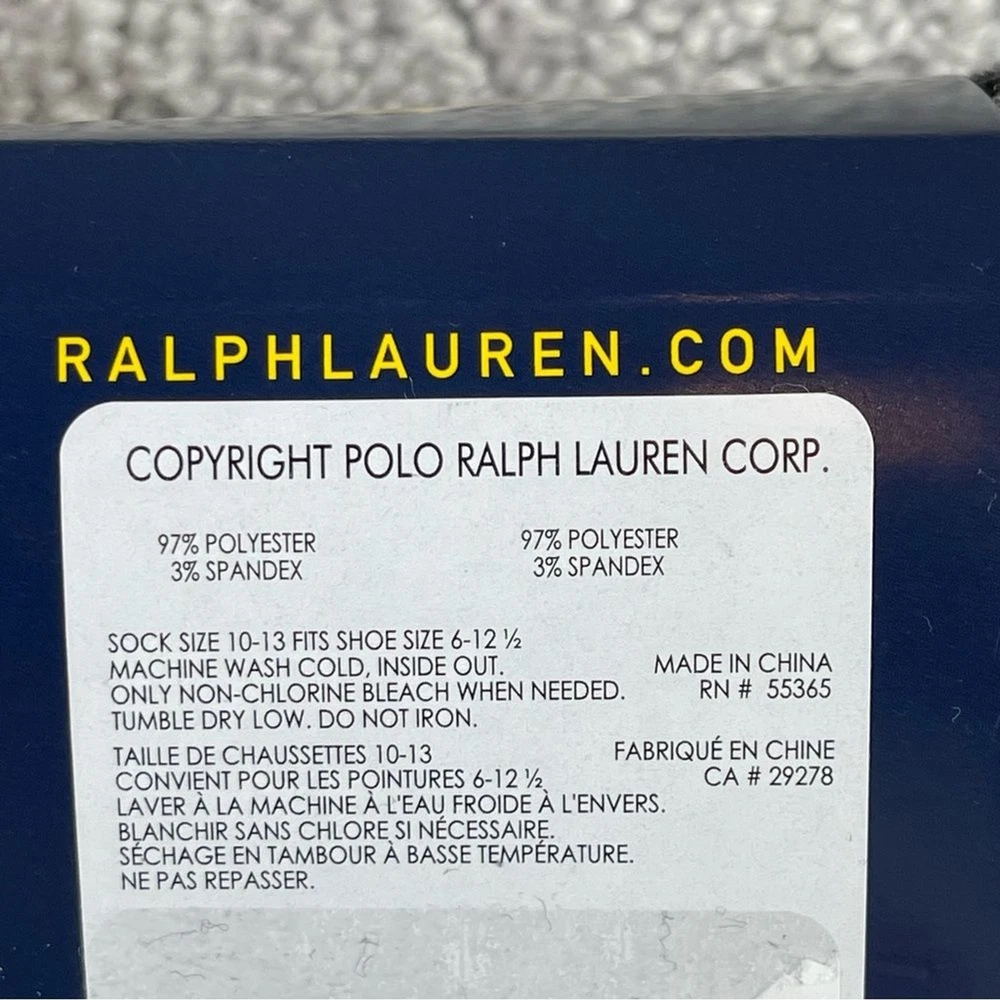 RALPHLAUREN.COM
COPYRIGHT POLO RALPH LAUREN CORP.
97% POLYESTER
3% SPANDEX
97% POLYESTER
3% SPANDEX
SOCK SIZE 10-13 FITS SHOE SIZE 6-12 ½
MACHINE WASH COLD, INSIDE OUT.
ONLY NON-CHLORINE BLEACH WHEN NEEDED.
TUMBLE DRY LOW. DO NOT IRON.
MADE IN CHINA
RN # 55365
TAILLE DE CHAUSSETTES 10-13
CONVIENT POUR LES POINTURES 6-12 ½
LAVER À LA MACHINE À L'EAU FROIDE À L'ENVERS.
BLANCHIR SANS CHLORE SI NÉCESSAIRE.
SÉCHAGE EN TAMBOUR À BASSE TEMPÉRATURE.
NE PAS REPASSER.
FABRIQUÉ EN CHINE
CA # 29278